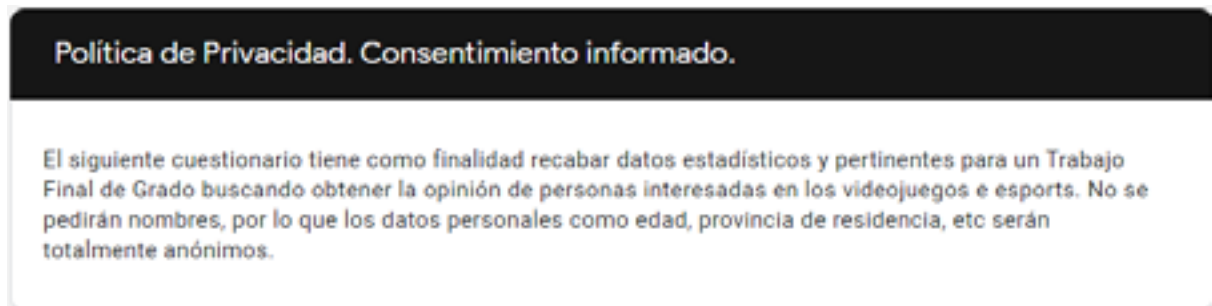 Política de Privacidad. Consentimiento informado.
El siguiente cuestionario tiene como finalidad recabar datos estadísticos y pertinentes para un Trabajo
Final de Grado buscando obtener la opinión de personas interesadas en los videojuegos e esports. No se
pedirán nombres, por lo que los datos personales como edad, provincia de residencia, etc serán
totalmente anónimos.